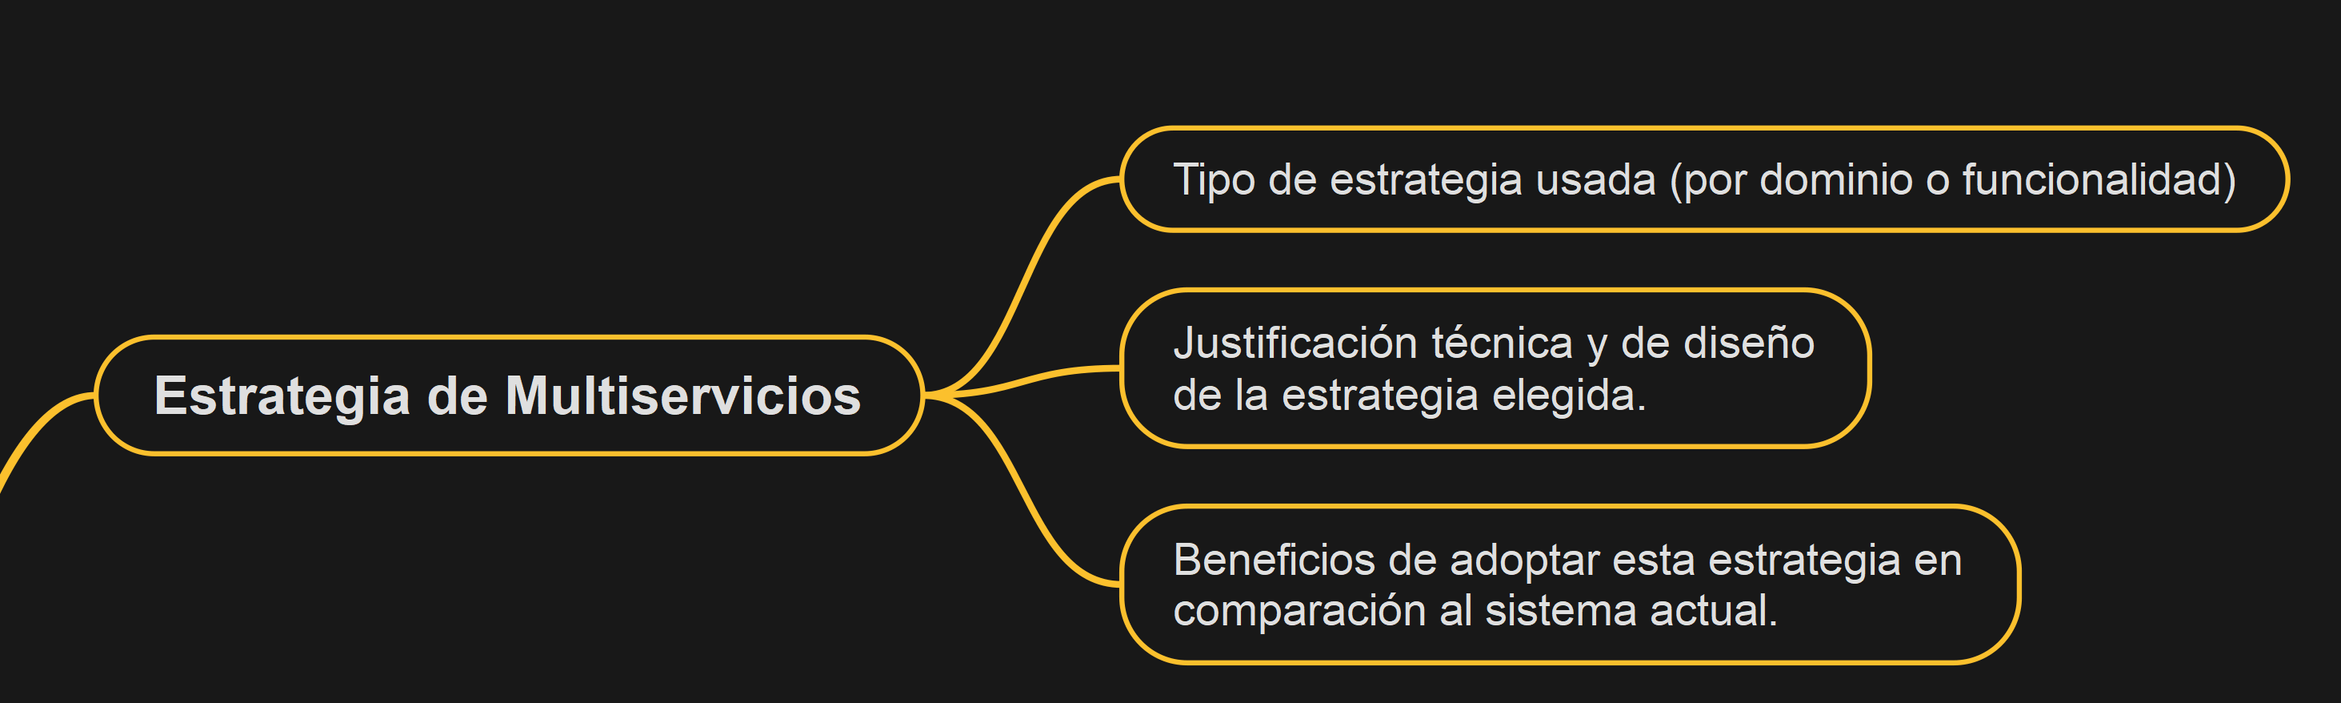 Estrategia de Multiservicios
Tipo de estrategia usada (por dominio o funcionalidad)
Justificación técnica y de diseño
de la estrategia elegida.
Beneficios de adoptar esta estrategia en
comparación al sistema actual.